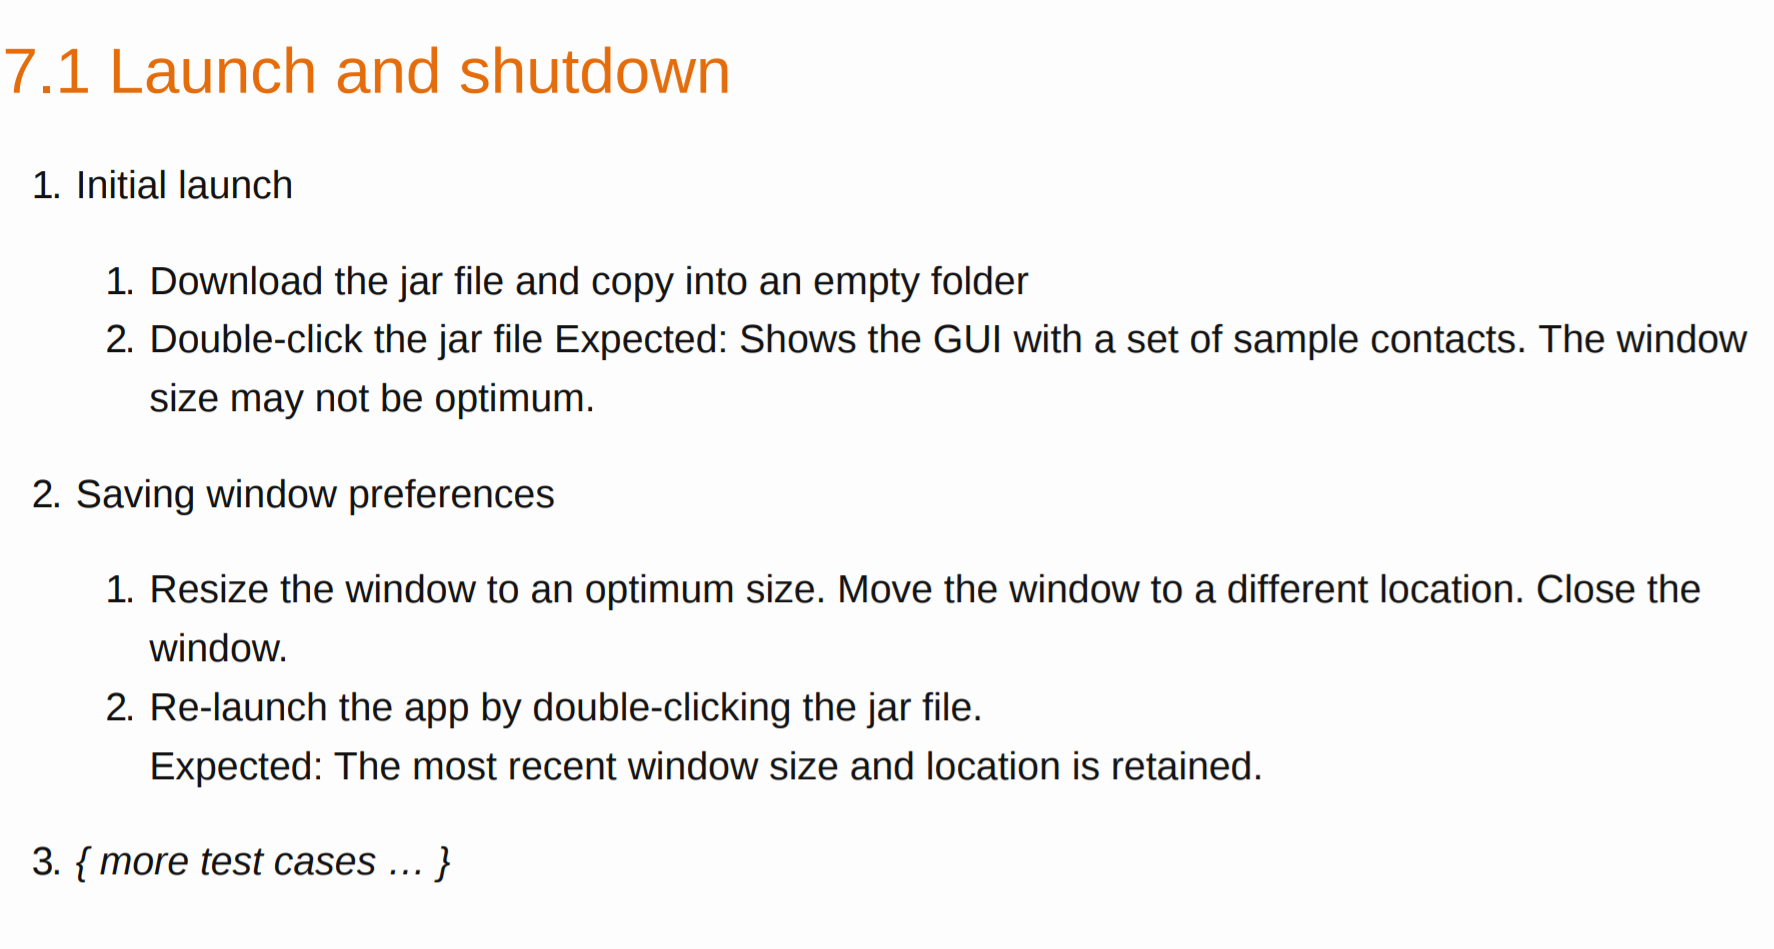 7.1 Launch and shutdown
1. Initial launch
1. Download the jar file and copy into an empty folder
2. Double-click the jar file Expected: Shows the GUI with a set of sample contacts. The window
size may not be optimum.
2. Saving window preferences
1. Resize the window to an optimum size. Move the window to a different location. Close the
window.
2. Re-launch the app by double-clicking the jar file.
Expected: The most recent window size and location is retained.
3. { more test cases … }